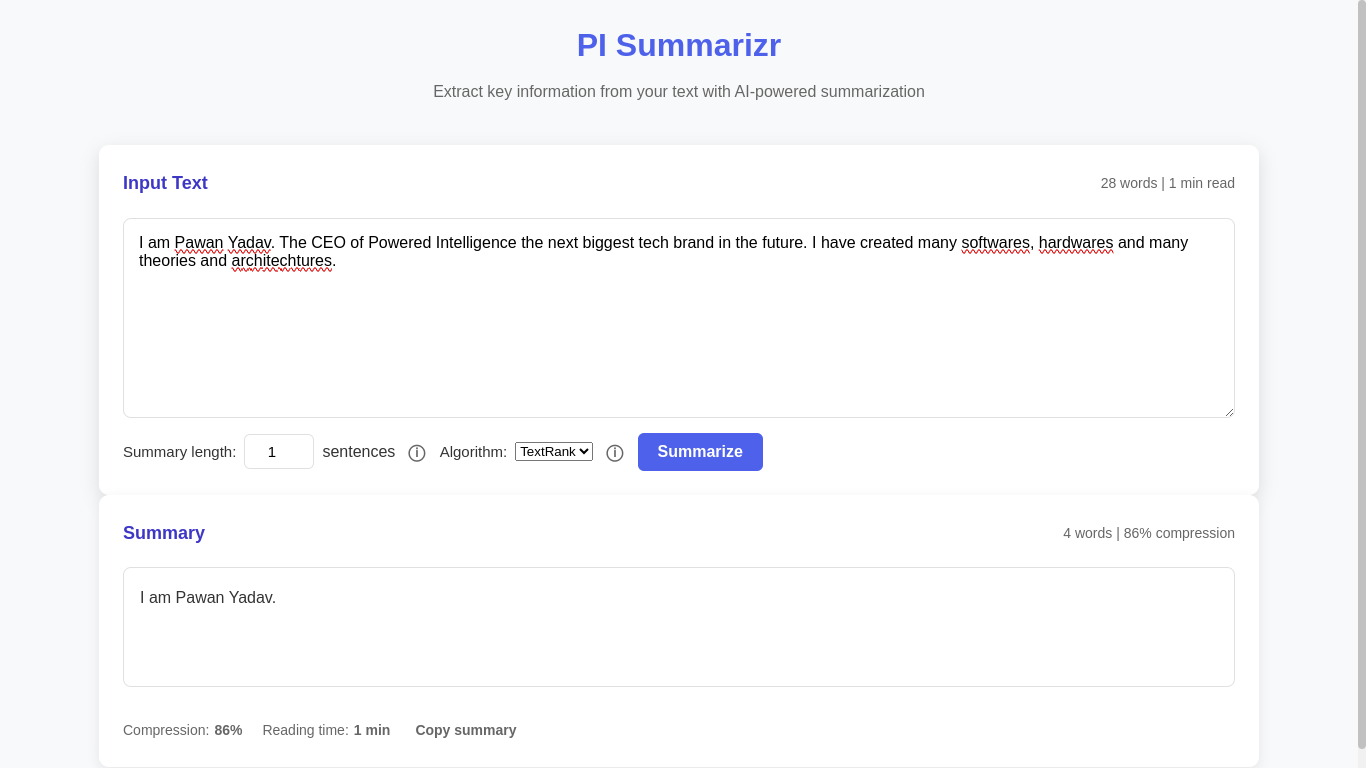 PI Summarizr
Extract key information from your text with AI-powered summarization
Input Text
28 words | 1 min read
I am Pawan Yadav. The CEO of Powered Intelligence the next biggest tech brand in the future. I have created many softwares, hardwares and many
theories and architechtures.
Summary length: 1 sentences ⓘ Algorithm: TextRank ⓘ Summarize
Summary
4 words | 86% compression
I am Pawan Yadav.
Compression: 86% Reading time: 1 min Copy summary